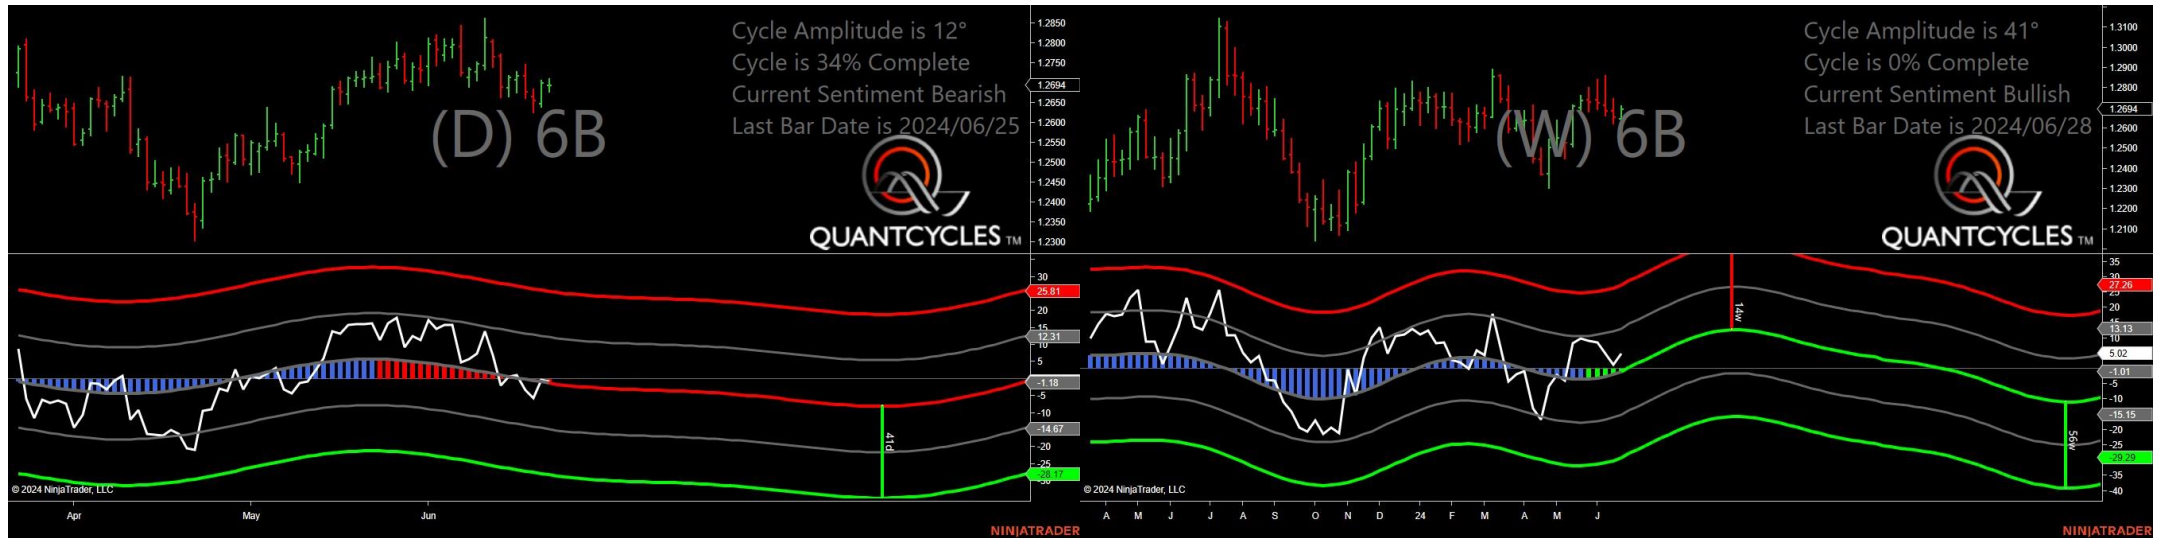 Cycle Amplitude is 12°
Cycle is 34% Complete
Current Sentiment Bearish
Last Bar Date is 2024/06/25
(D) 6B
QUANTCYCLES TM
1.2850
1.2800
1.2750
1.2694
1.2650
1.2600
1.2550
1.2500
1.2450
1.2400
1.2350
1.2300
30
25.81
20
15
12.31
10
5
-1.18
-5
-10
-14.67
-20
-25
-28.17
-30
41d
© 2024 NinjaTrader, LLC
Apr May Jun
NINJATRADER
Cycle Amplitude is 41°
Cycle is 0% Complete
Current Sentiment Bullish
Last Bar Date is 2024/06/28
(W) 6B
QUANTCYCLES TM
1.3100
1.3000
1.2900
1.2800
1.2694
1.2600
1.2500
1.2400
1.2300
1.2200
1.2100
35
30
27.26
25
20
15
13.13
10
5.02
-1.01
-5
-10
-15.15
-20
-25
-29.29
-35
-40
14w
56w
© 2024 NinjaTrader, LLC
A M J J A S O N D 24 F M A M J
NINJATRADER